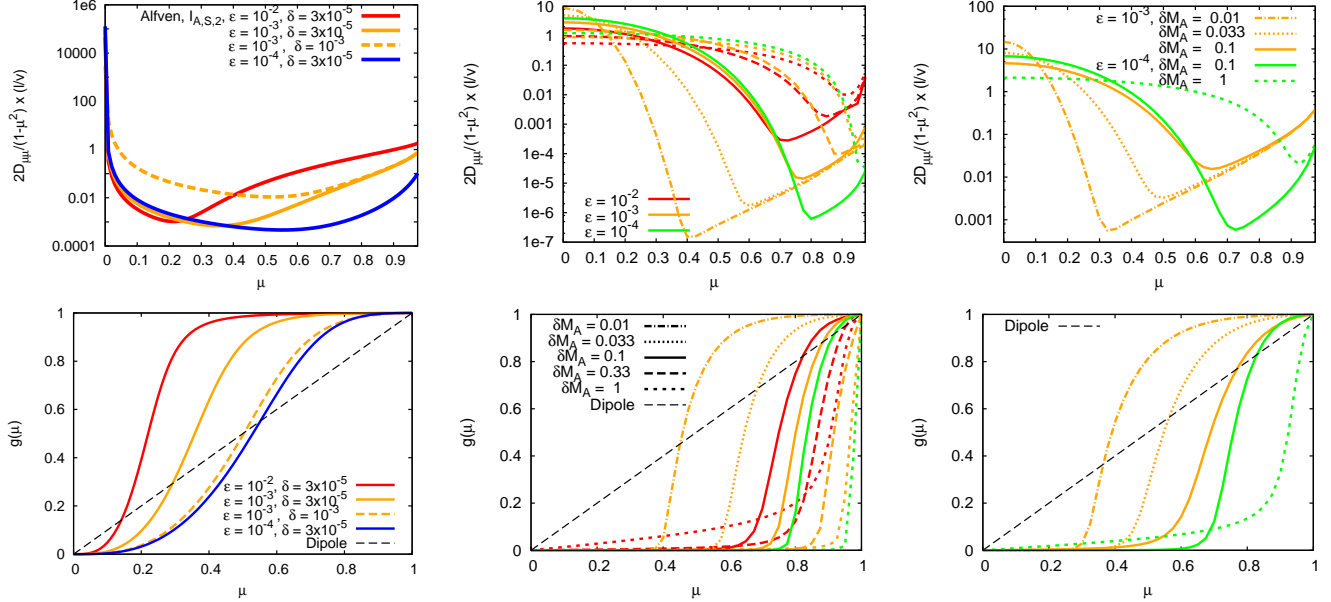 Alfven, I_A,S,2, ε = 10⁻², δ = 3x10⁻⁵
ε = 10⁻³, δ = 3x10⁻⁵
ε = 10⁻³, δ = 10⁻³
ε = 10⁻⁴, δ = 3x10⁻⁵
2D_μμ/(1-μ²) x (l/v)
1e6
10000
100
1
0.01
0.0001
0 0.1 0.2 0.3 0.4 0.5 0.6 0.7 0.8 0.9
μ
2D_μμ/(1-μ²) x (l/v)
10
1
0.1
0.01
0.001
1e-4
1e-5
1e-6
1e-7
ε = 10⁻²
ε = 10⁻³
ε = 10⁻⁴
0 0.1 0.2 0.3 0.4 0.5 0.6 0.7 0.8 0.9
μ
ε = 10⁻³, δM_A = 0.01
δM_A = 0.033
δM_A = 0.1
ε = 10⁻⁴, δM_A = 0.1
δM_A = 1
2D_μμ/(1-μ²) x (l/v)
100
10
1
0.1
0.01
0.001
0 0.1 0.2 0.3 0.4 0.5 0.6 0.7 0.8 0.9
μ
g(μ)
1
0.8
0.6
0.4
0.2
0
ε = 10⁻², δ = 3x10⁻⁵
ε = 10⁻³, δ = 3x10⁻⁵
ε = 10⁻³, δ = 10⁻³
ε = 10⁻⁴, δ = 3x10⁻⁵
Dipole
0 0.2 0.4 0.6 0.8 1
μ
g(μ)
1
0.8
0.6
0.4
0.2
0
δM_A = 0.01
δM_A = 0.033
δM_A = 0.1
δM_A = 0.33
δM_A = 1
Dipole
0 0.2 0.4 0.6 0.8 1
μ
g(μ)
1
0.8
0.6
0.4
0.2
0
Dipole
0 0.2 0.4 0.6 0.8 1
μ